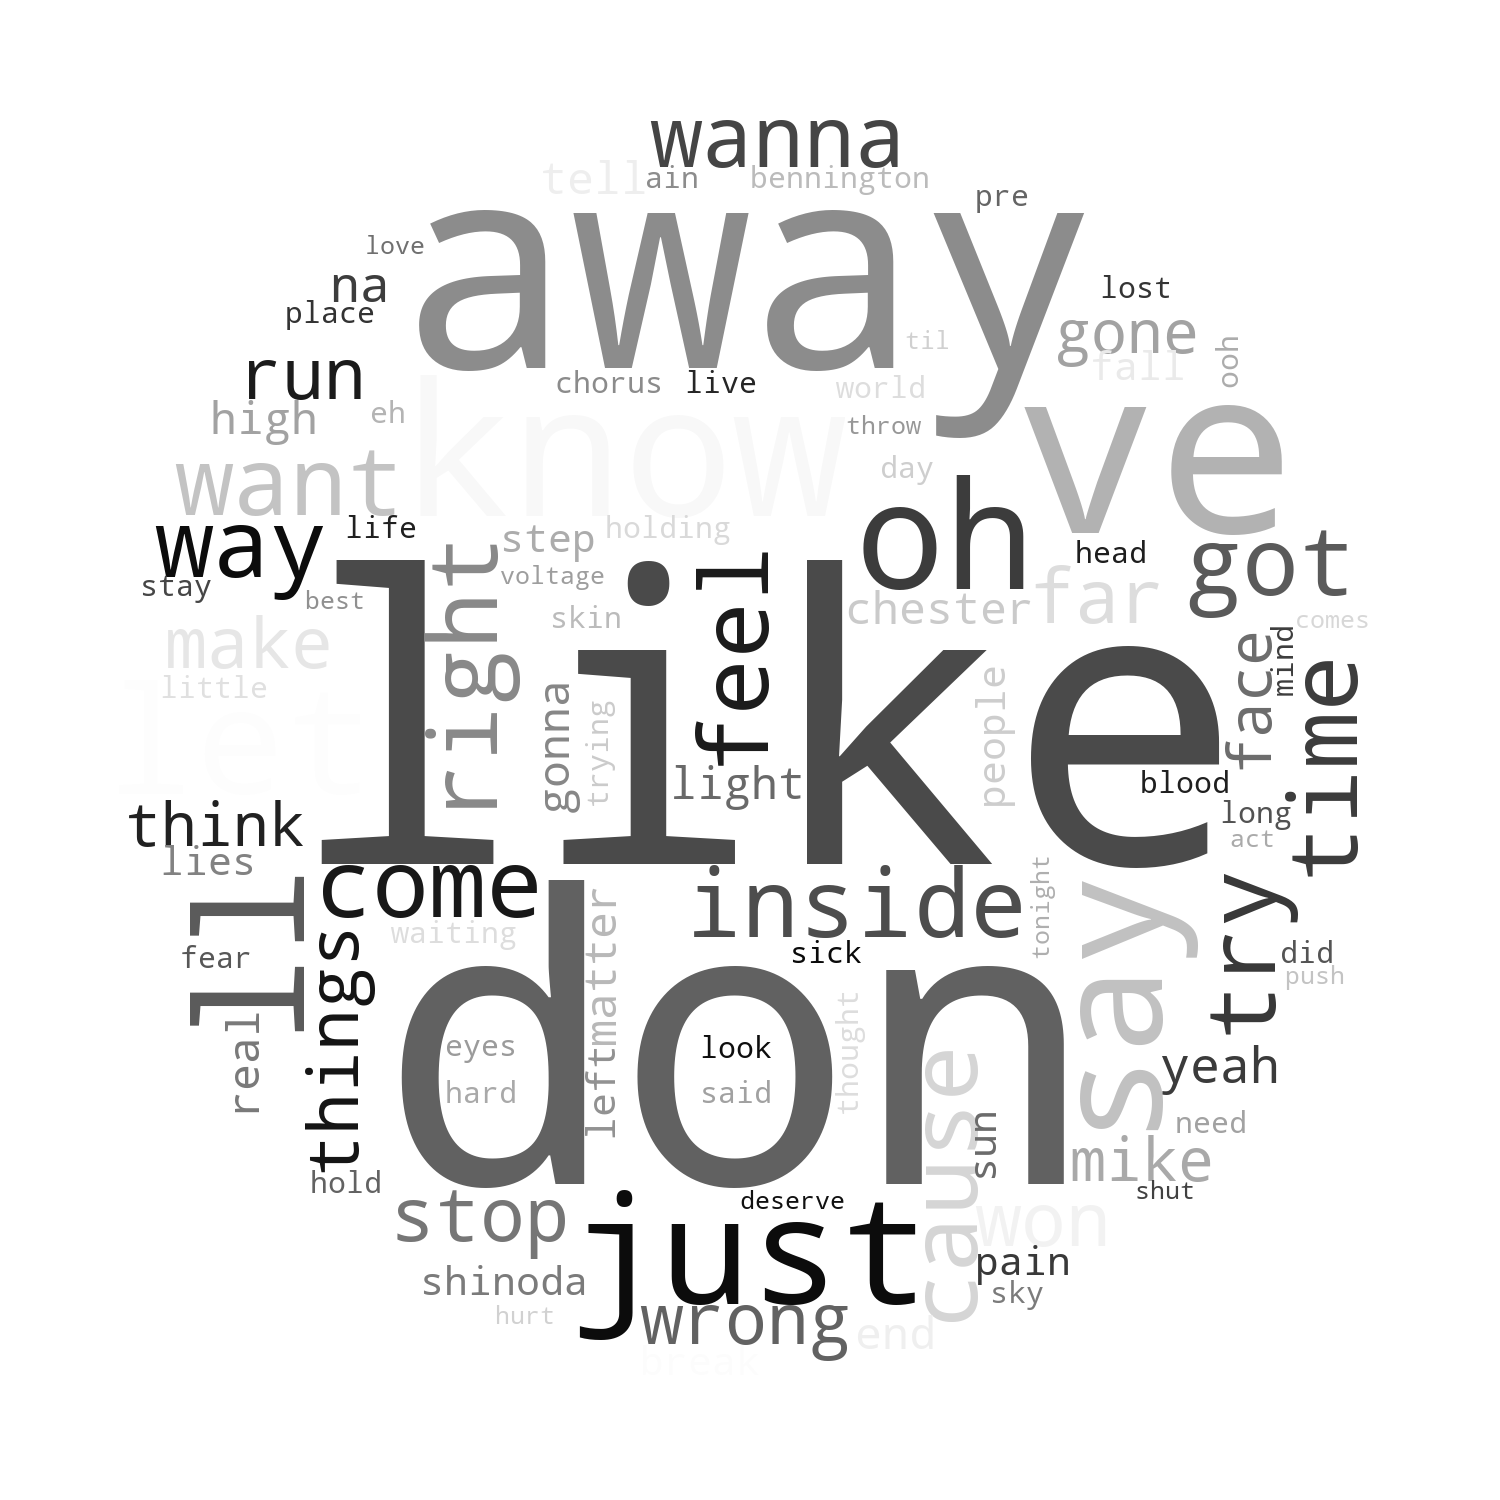 wanna
tell
ain
bennington
pre
away
love
na
place
lost
gone
til
fall
ooh
run
chorus
live
world
high
eh
know
throw
ve
want
day
way
life
step
holding
oh
head
got
stay
best
right
voltage
skin
like
feel
chester
far
comes
make
little
let
gonna
trying
light
people
face
mind
time
blood
long
act
think
lies
come
inside
tonight
say
try
ll
things
waiting
matter
sick
did
push
fear
real
don
eyes
hard
left
look
said
thought
cause
yeah
sun
need
mike
hold
stop
just
deserve
shut
won
shinoda
pain
sky
hurt
wrong
end
break